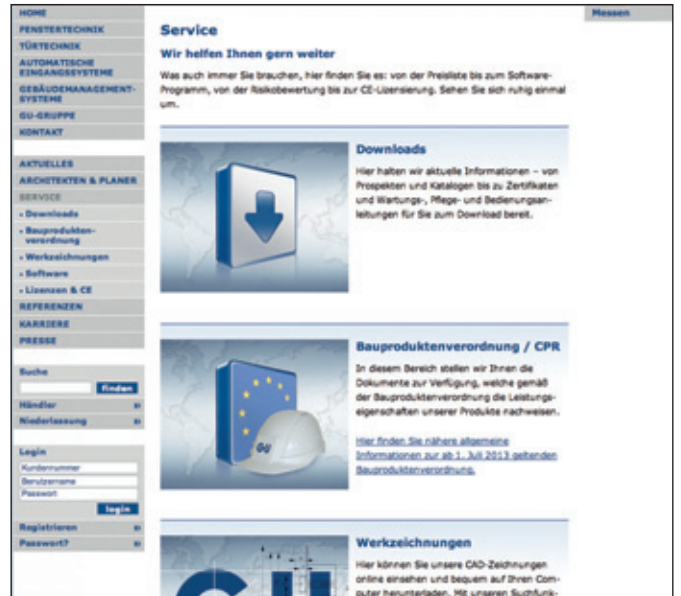 HOME
FENSTERTECHNIK
TÜRTECHNIK
AUTOMATISCHE
EINGANGSSYSTEME
GEBÄUDEMANAGEMENT-
SYSTEME
GU-GRUPPE
KONTAKT
AKTUELLES
ARCHITEKTEN & PLANER
SERVICE
Downloads
Bauprodukten-
verordnung
Werkzeichnungen
Software
Lizenzen & CE
REFERENZEN
KARRIERE
PRESSE
Suche
finden
Händler
Niederlassung
Login
Kundennummer
Benutzername
Passwort
login
Registrieren
Passwort?
Service
Wir helfen Ihnen gern weiter
Was auch immer Sie brauchen, hier finden Sie es: von der Preisliste bis zum Software-
Programm, von der Risikobewertung bis zur CE-Lizensierung. Sehen Sie sich ruhig einmal
um.
Downloads
Hier halten wir aktuelle Informationen – von
Prospekten und Katalogen bis zu Zertifikaten
und Wartungs-, Pflege- und Bedienungsan-
leitungen für Sie zum Download bereit.
Bauproduktenverordnung / CPR
In diesem Bereich stellen wir Ihnen die
Dokumente zur Verfügung, welche gemäß
der Bauproduktenverordnung die Leistungs-
eigenschaften unserer Produkte nachweisen.
Hier finden Sie nähere allgemeine
Informationen zur ab 1. Juli 2013 geltenden
Bauproduktenverordnung.
GU
Werkzeichnungen
Hier können Sie unsere CAD-Zeichnungen
online einsehen und bequem auf Ihren Com-
puter herunterladen. Mit unseren Suchfunk-
Messen